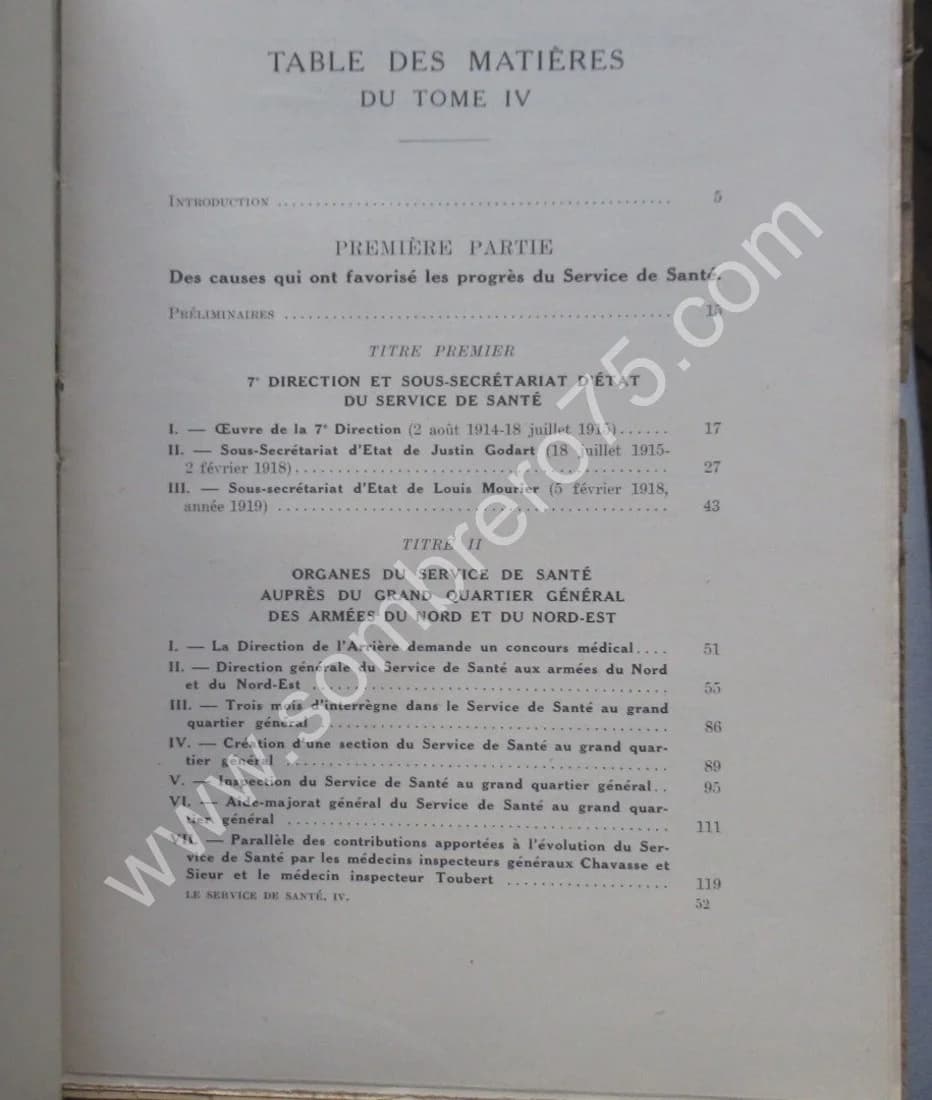 TABLE DES MATIÈRES
DU TOME IV
INTRODUCTION ........ 5
PREMIÈRE PARTIE
Des causes qui ont favorisé les progrès du Service de Santé.
PRÉLIMINAIRES ........ 15
TITRE PREMIER
7e DIRECTION ET SOUS-SECRÉTARIAT D'ÉTAT
DU SERVICE DE SANTÉ
I. — Œuvre de la 7e Direction (2 août 1914-18 juillet 1915)...... 17
II. — Sous-Secrétariat d'Etat de Justin Godart (18 juillet 1915-
2 février 1918)........ 27
III. — Sous-secrétariat d'Etat de Louis Mourier (5 février 1918,
année 1919) ........ 43
TITRE II
ORGANES DU SERVICE DE SANTÉ
AUPRÈS DU GRAND QUARTIER GÉNÉRAL
DES ARMÉES DU NORD ET DU NORD-EST
I. — La Direction de l'Arrière demande un concours médical.... 51
II. — Direction générale du Service de Santé aux armées du Nord
et du Nord-Est ........ 55
III. — Trois mois d'interrègne dans le Service de Santé au grand
quartier général ........ 86
IV. — Création d'une section du Service de Santé au grand quar-
tier général ........ 89
V. — Inspection du Service de Santé au grand quartier général.. 95
VI. — Aide-majorat général du Service de Santé au grand quar-
tier général ........ 111
VII. — Parallèle des contributions apportées à l'évolution du Ser-
vice de Santé par les médecins inspecteurs généraux Chavasse et
Sieur et le médecin inspecteur Toubert ........ 119
LE SERVICE DE SANTÉ, IV. 52
www.sombrero75.com